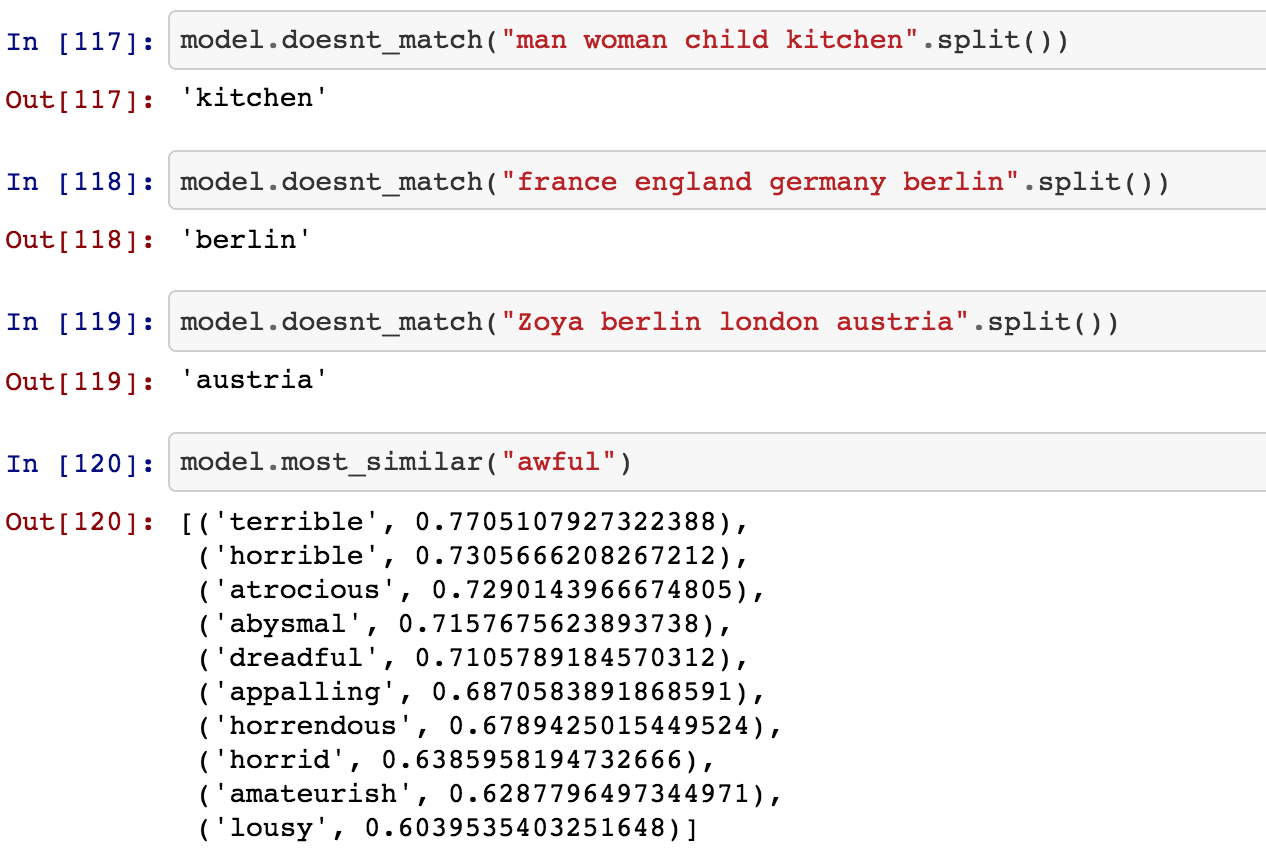 In [117]: model.doesnt_match("man woman child kitchen".split())
Out[117]: 'kitchen'
In [118]: model.doesnt_match("france england germany berlin".split())
Out[118]: 'berlin'
In [119]: model.doesnt_match("Zoya berlin london austria".split())
Out[119]: 'austria'
In [120]: model.most_similar("awful")
Out[120]: [('terrible', 0.7705107927322388),
('horrible', 0.7305666208267212),
('atrocious', 0.7290143966674805),
('abysmal', 0.7157675623893738),
('dreadful', 0.7105789184570312),
('appalling', 0.6870583891868591),
('horrendous', 0.6789425015449524),
('horrid', 0.6385958194732666),
('amateurish', 0.6287796497344971),
('lousy', 0.6039535403251648)]